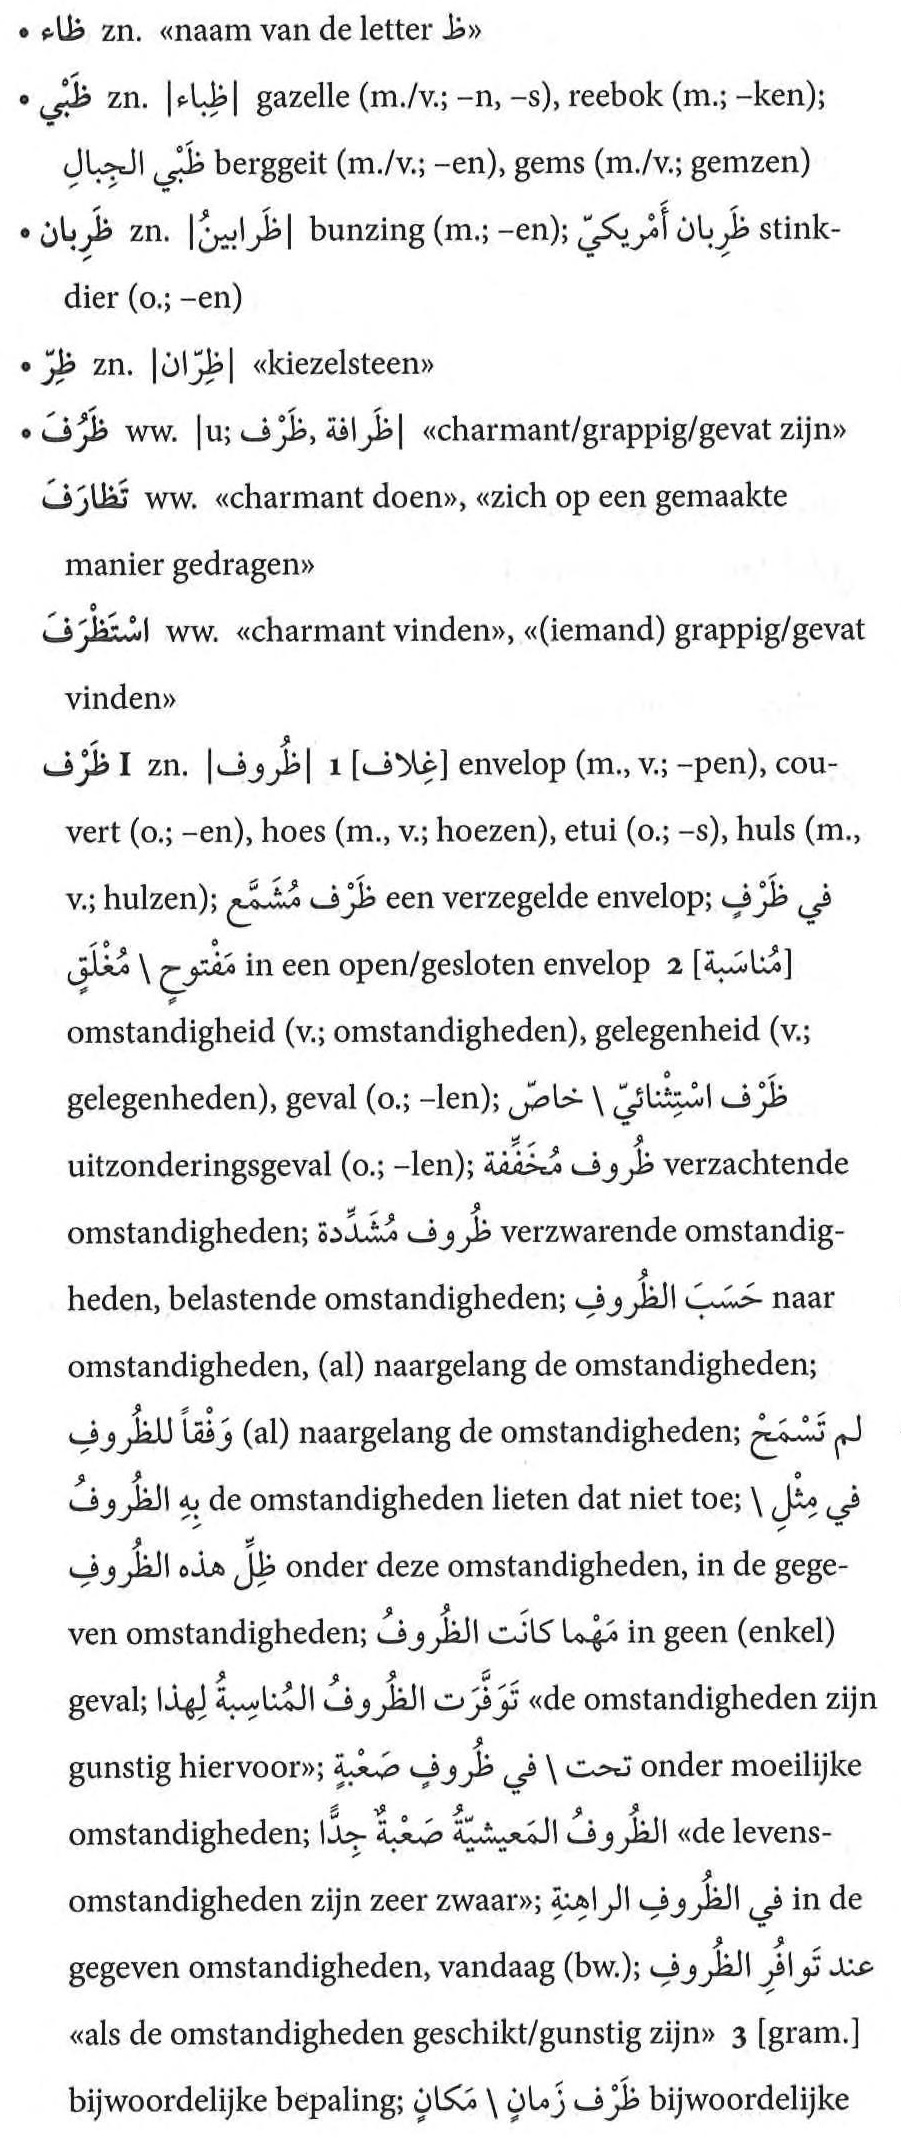 • ظاء zn. «naam van de letter ظ»
• ظَبْي zn. |ظِباء| gazelle (m./v.; –n, –s), reebok (m.; –ken);
ظَبْي الجِبالِ berggeit (m./v.; –en), gems (m./v.; gemzen)
• ظَرِبان zn. |ظَرابينُ| bunzing (m.; –en); ظَرِبان أَمْريكيّ stink-
dier (o.; –en)
• ظِرّ zn. |ظِرّان| «kiezelsteen»
• ظَرُفَ ww. |u; ظَرافة, ظَرْف| «charmant/grappig/gevat zijn»
تَظارَفَ ww. «charmant doen», «zich op een gemaakte
manier gedragen»
اسْتَظْرَفَ ww. «charmant vinden», «(iemand) grappig/gevat
vinden»
ظَرْف I zn. |ظُروف| 1 [غِلاف] envelop (m., v.; –pen), cou-
vert (o.; –en), hoes (m., v.; hoezen), etui (o.; –s), huls (m.,
v.; hulzen); ظَرْف مُشَمَّع een verzegelde envelop; في ظَرْفٍ
مَفْتوحٍ \ مُغْلَقٍ in een open/gesloten envelop 2 [مُناسَبة]
omstandigheid (v.; omstandigheden), gelegenheid (v.;
gelegenheden), geval (o.; –len); ظَرْف اسْتِثْنائيّ \ خاصّ
uitzonderingsgeval (o.; –len); ظُروف مُخَفِّفة verzachtende
omstandigheden; ظُروف مُشَدِّدة verzwarende omstandig-
heden, belastende omstandigheden; حَسَبَ الظُروفِ naar
omstandigheden, (al) naargelang de omstandigheden;
وَفْقاً للظُروفِ (al) naargelang de omstandigheden; لم تَسْمَحْ
بِهِ الظُروفُ de omstandigheden lieten dat niet toe; في مِثْلِ \
ظِلِّ هذه الظُروفِ onder deze omstandigheden, in de gege-
ven omstandigheden; مَهْما كانَت الظُروفُ in geen (enkel)
geval; تَوَفَّرَت الظُروفُ المُناسِبةُ لِهذا «de omstandigheden zijn
gunstig hiervoor»; تحت \ في ظُروفٍ صَعْبةٍ onder moeilijke
omstandigheden; الظُروفُ المَعيشيّةُ صَعْبةٌ جِدًّا «de levens-
omstandigheden zijn zeer zwaar»; في الظُروفِ الراهِنةِ in de
gegeven omstandigheden, vandaag (bw.); عند تَوافُرِ الظُروفِ
«als de omstandigheden geschikt/gunstig zijn» 3 [gram.]
bijwoordelijke bepaling; ظَرْف زَمانٍ \ مَكانٍ bijwoordelijke